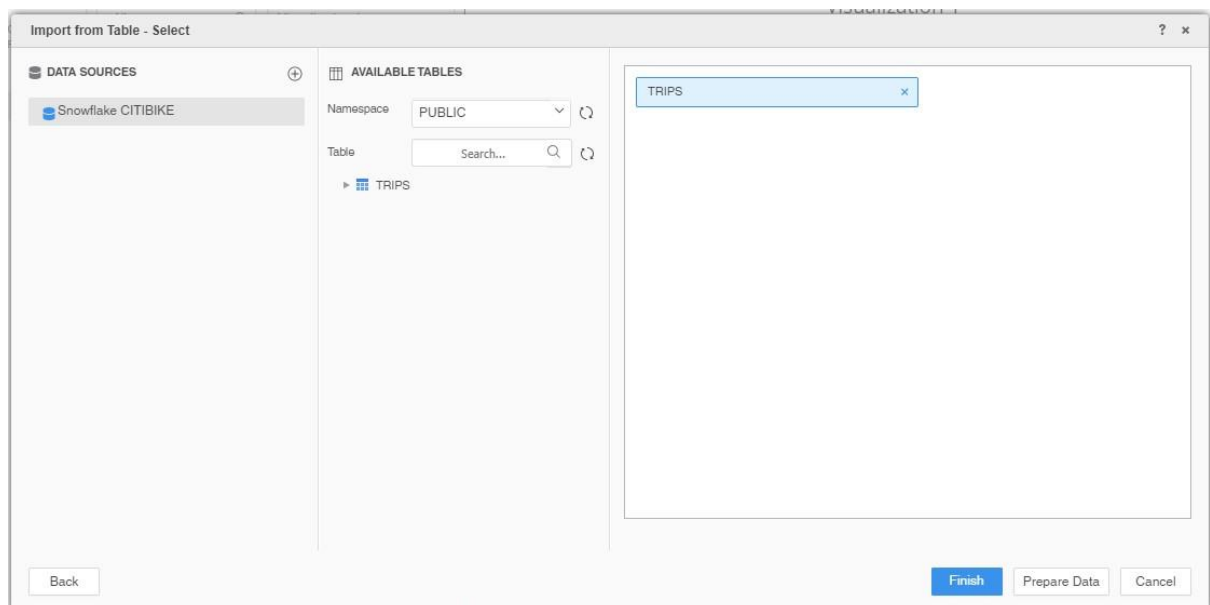 Import from Table - Select
? ×
DATA SOURCES
Snowflake CITIBIKE
AVAILABLE TABLES
Namespace
PUBLIC
Table
Search...
TRIPS
TRIPS
×
Back
Finish
Prepare Data
Cancel